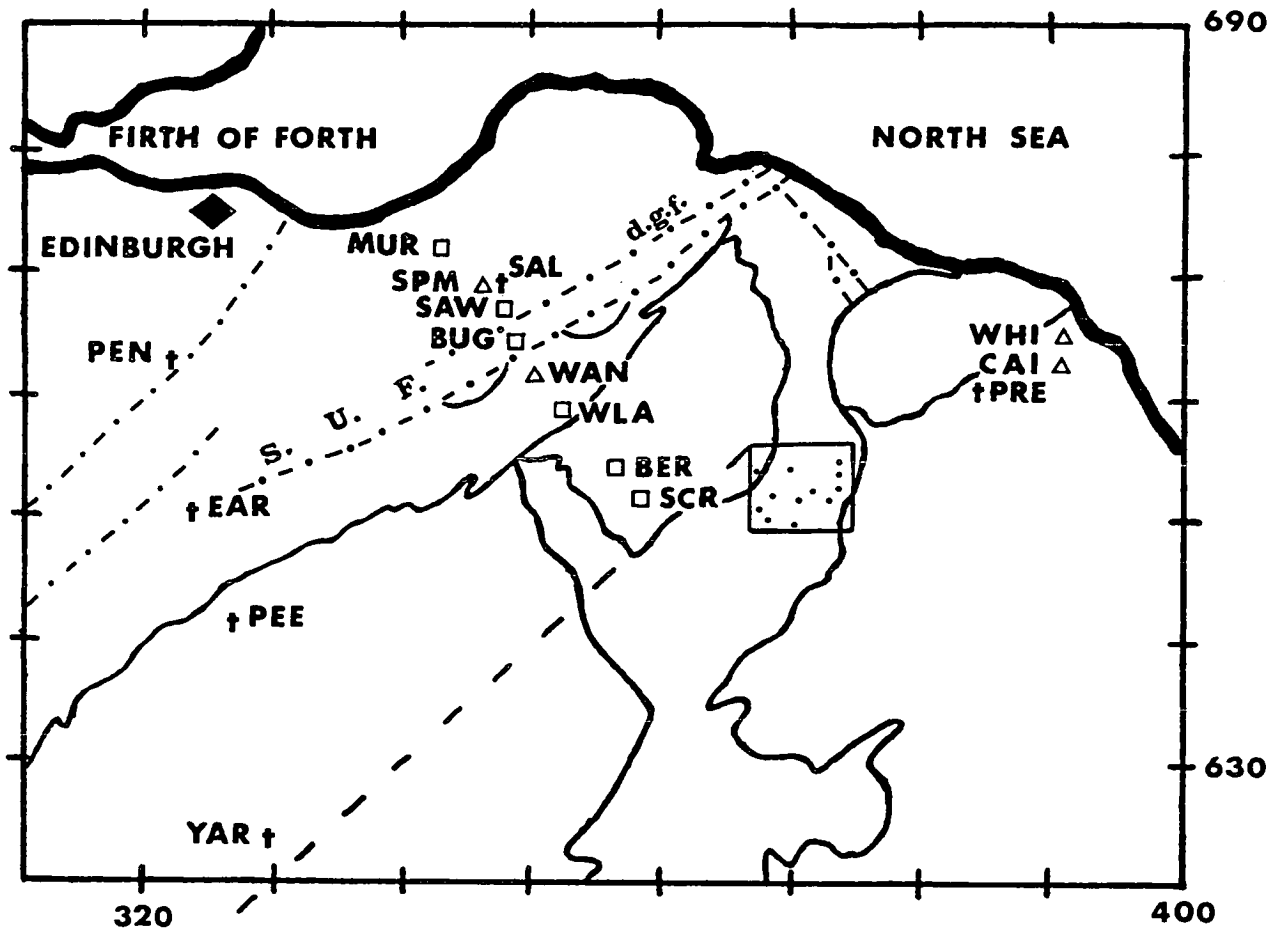 690
FIRTH OF FORTH
NORTH SEA
d.g.f.
EDINBURGH
MUR
SAL
SPM
SAW
BUG
PEN
WHI
CAI
WAN
PRE
S. U. F.
WLA
BER
SCR
EAR
PEE
630
YAR
320
400